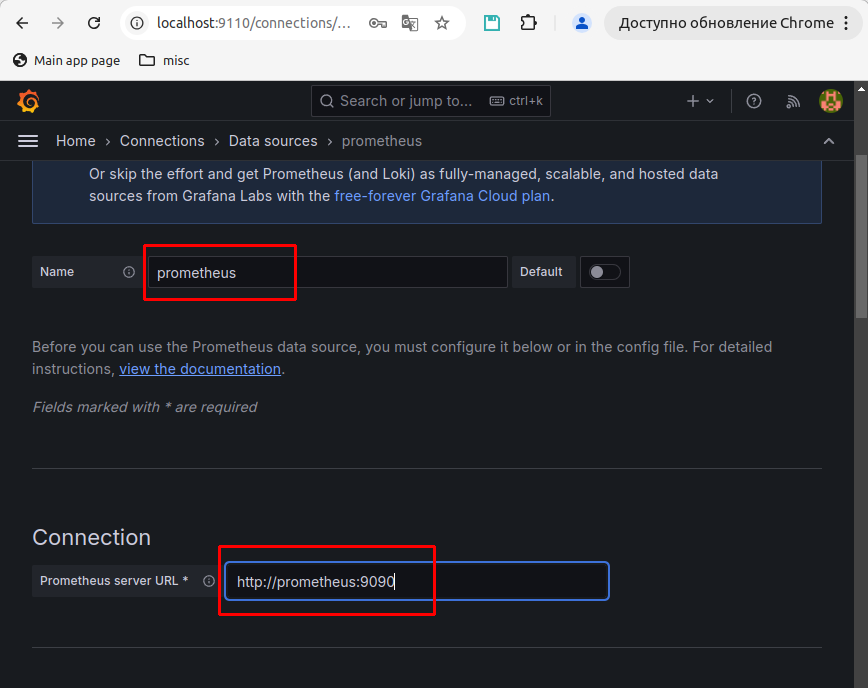 localhost:9110/connections/...
Доступно обновление Chrome
Main app page
misc
Search or jump to...
ctrl+k
Home › Connections › Data sources › prometheus
Or skip the effort and get Prometheus (and Loki) as fully-managed, scalable, and hosted data
sources from Grafana Labs with the free-forever Grafana Cloud plan.
Name
prometheus
Default
Before you can use the Prometheus data source, you must configure it below or in the config file. For detailed
instructions, view the documentation.
Fields marked with * are required
Connection
Prometheus server URL *
http://prometheus:9090